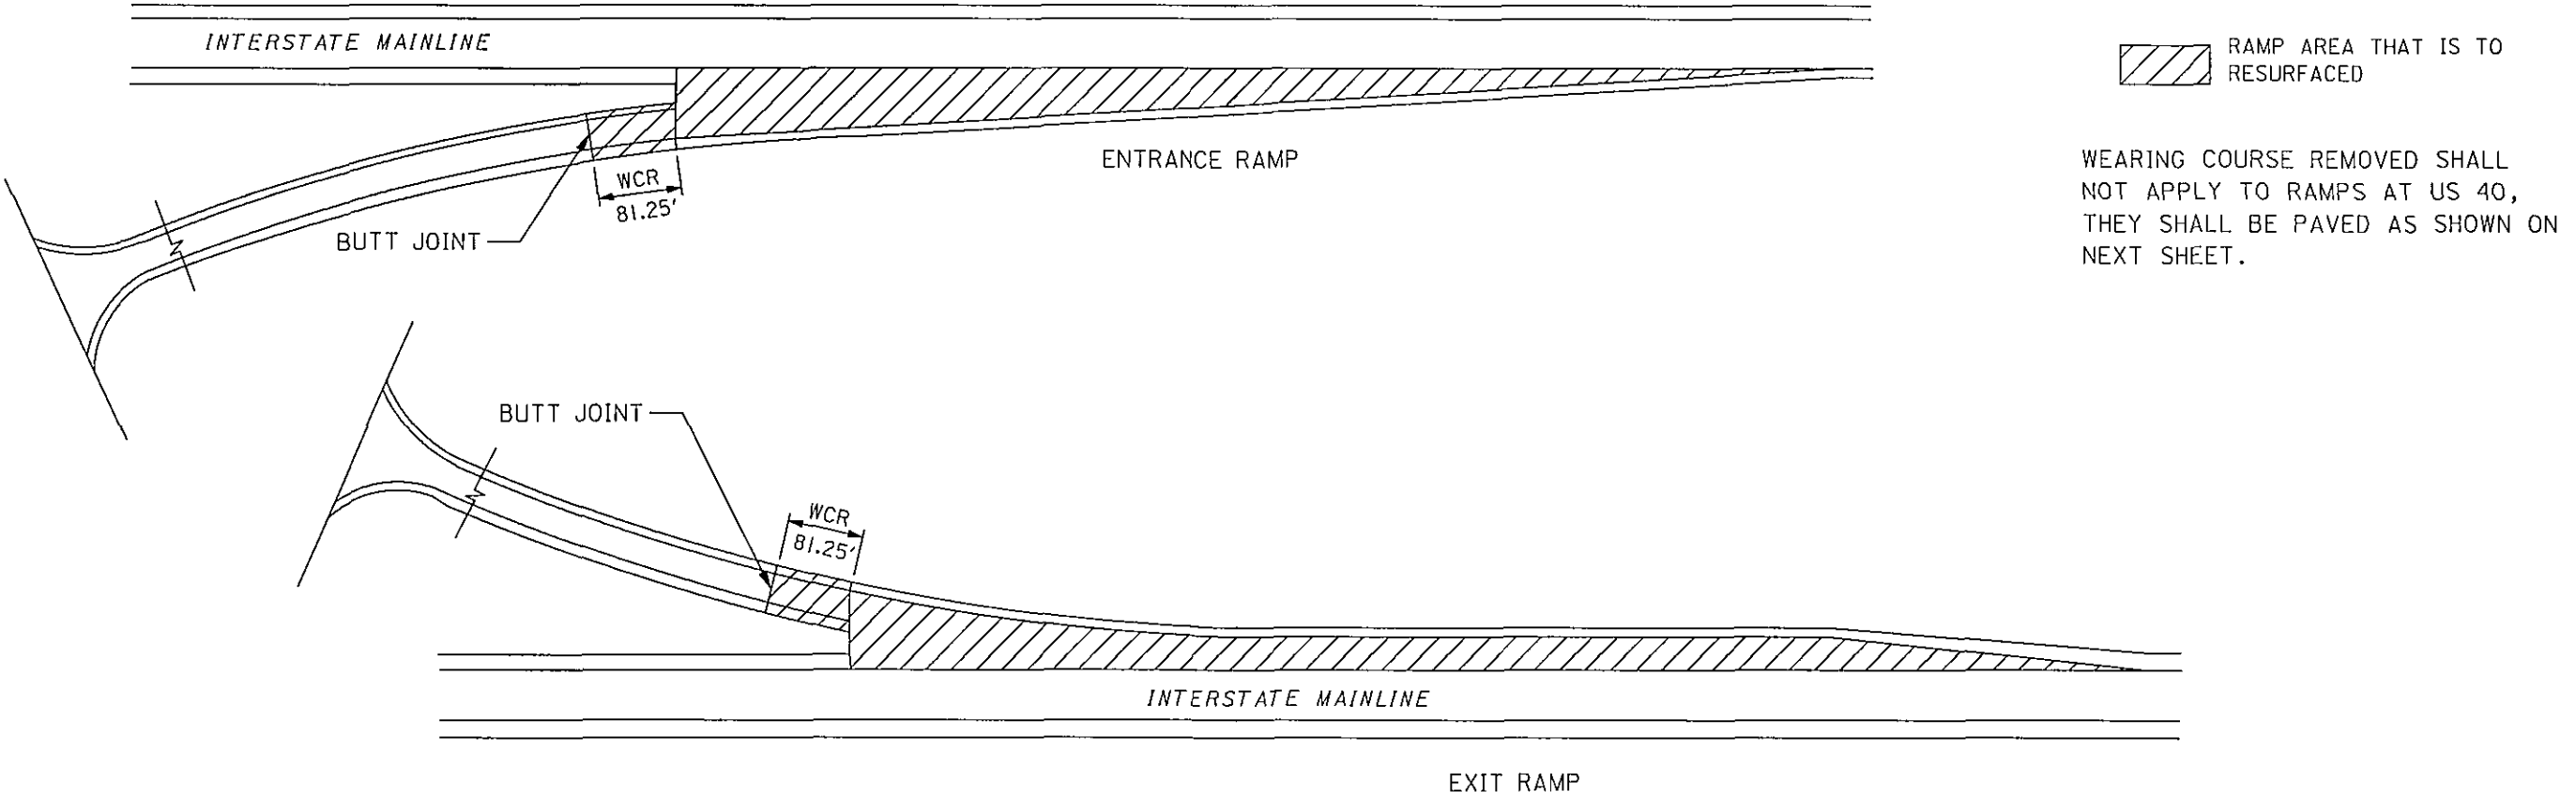 INTERSTATE MAINLINE
RAMP AREA THAT IS TO
RESURFACED
WEARING COURSE REMOVED SHALL
NOT APPLY TO RAMPS AT US 40,
THEY SHALL BE PAVED AS SHOWN ON
NEXT SHEET.
ENTRANCE RAMP
WCR
81.25'
BUTT JOINT
BUTT JOINT
WCR
81.25'
INTERSTATE MAINLINE
EXIT RAMP